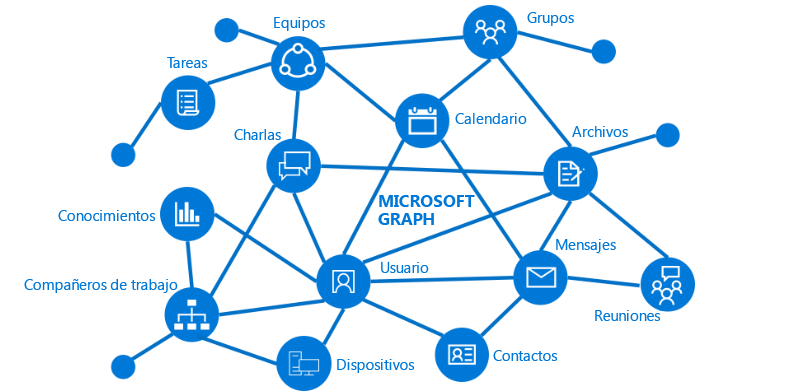 Grupos
Equipos
Tareas
Calendario
Archivos
Charlas
MICROSOFT
GRAPH
Conocimientos
Mensajes
Usuario
Compañeros de trabajo
Reuniones
Contactos
Dispositivos